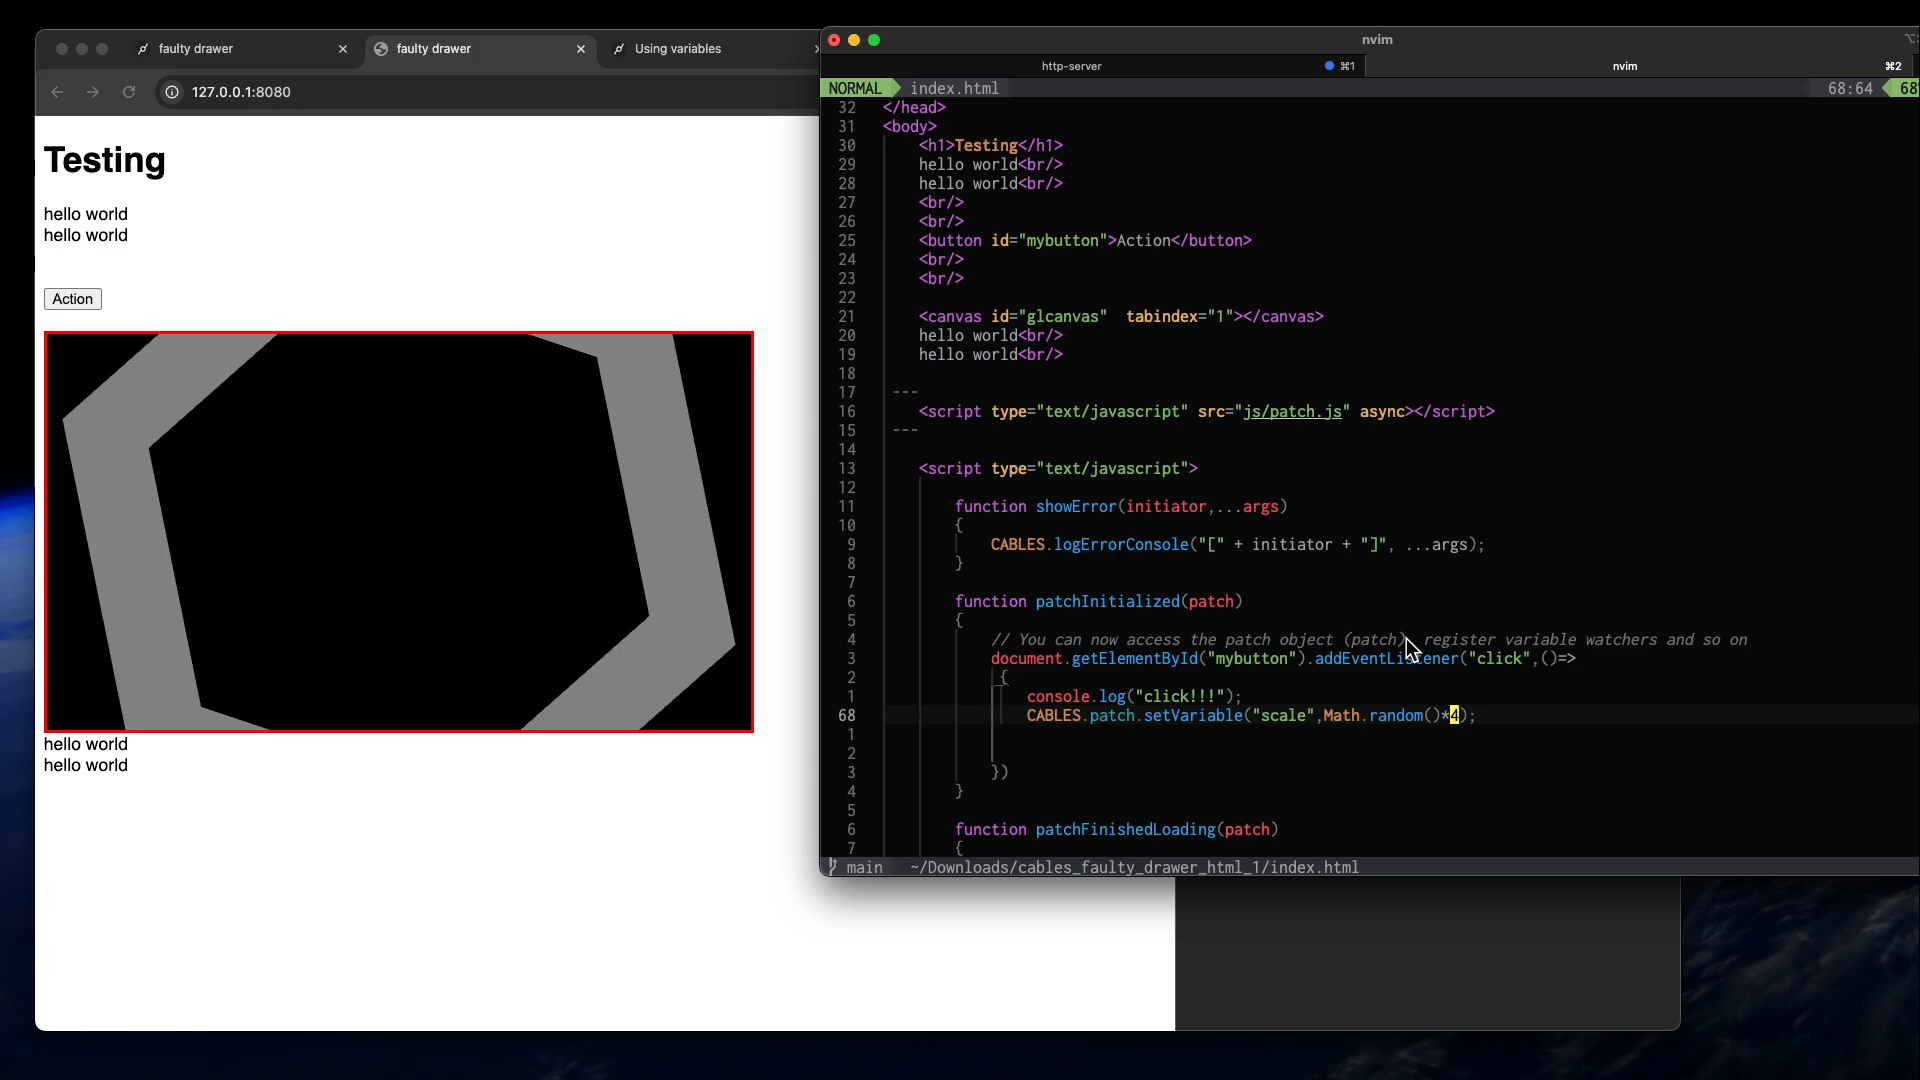 faulty drawer
faulty drawer
Using variables
127.0.0.1:8080
Testing
hello world
hello world
Action
hello world
hello world
nvim
http-server
⌘1
nvim
⌘2
NORMAL index.html 68:64 68
32 </head>
31 <body>
30 <h1>Testing</h1>
29 hello world<br/>
28 hello world<br/>
27 <br/>
26 <br/>
25 <button id="mybutton">Action</button>
24 <br/>
23 <br/>
22
21 <canvas id="glcanvas"  tabindex="1"></canvas>
20 hello world<br/>
19 hello world<br/>
18
17 ---
16 <script type="text/javascript" src="js/patch.js" async></script>
15 ---
14
13 <script type="text/javascript">
12
11 function showError(initiator,...args)
10 {
9 CABLES.logErrorConsole("[" + initiator + "]", ...args);
8 }
7
6 function patchInitialized(patch)
5 {
4 // You can now access the patch object (patch), register variable watchers and so on
3 document.getElementById("mybutton").addEventListener("click",()=>
2 {
1 console.log("click!!!");
68 CABLES.patch.setVariable("scale",Math.random()*4);
1
2
3 })
4 }
5
6 function patchFinishedLoading(patch)
7 {
main ~/Downloads/cables_faulty_drawer_html_1/index.html